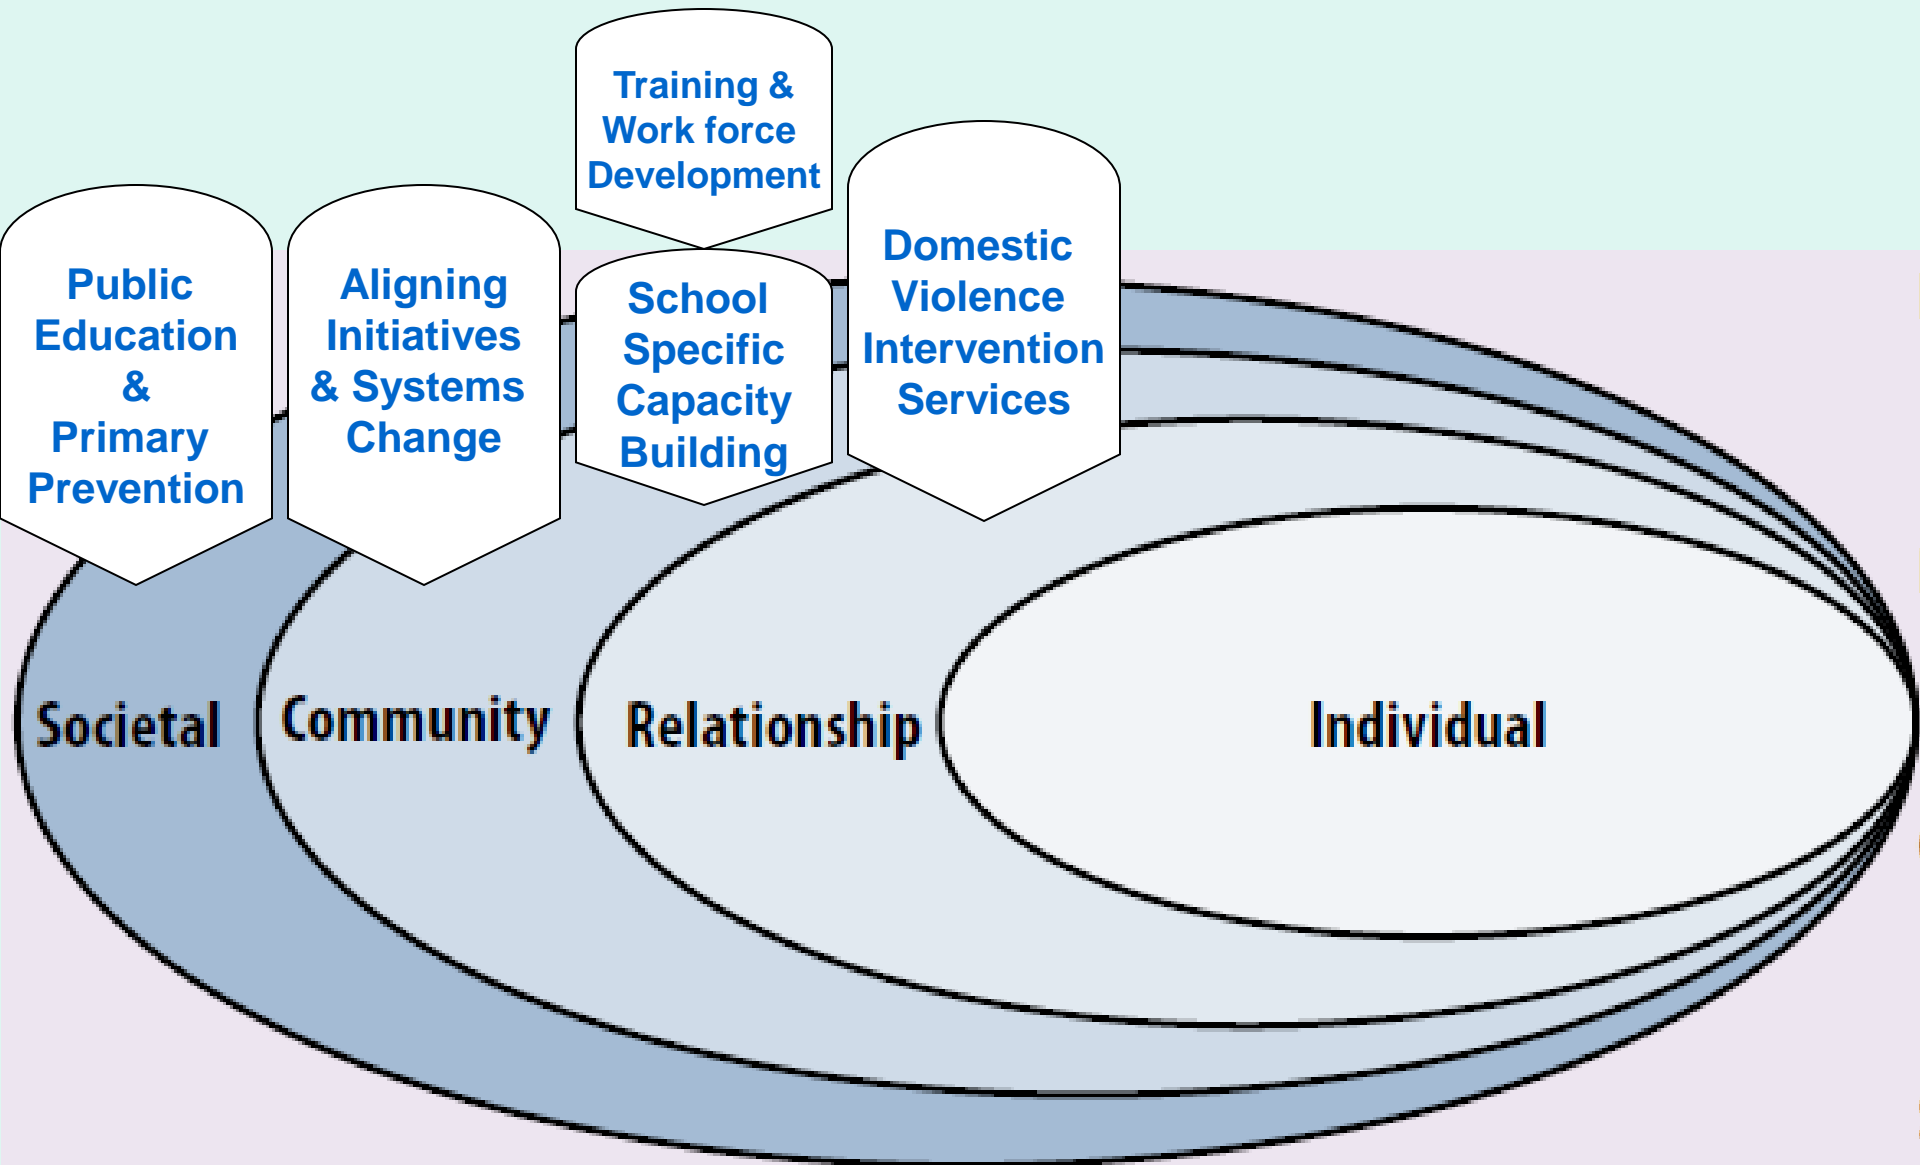 Training &
Work force
Development
Public
Education
&
Primary
Prevention
Aligning
Initiatives
& Systems
Change
School
Specific
Capacity
Building
Domestic
Violence
Intervention
Services
Societal
Community
Relationship
Individual